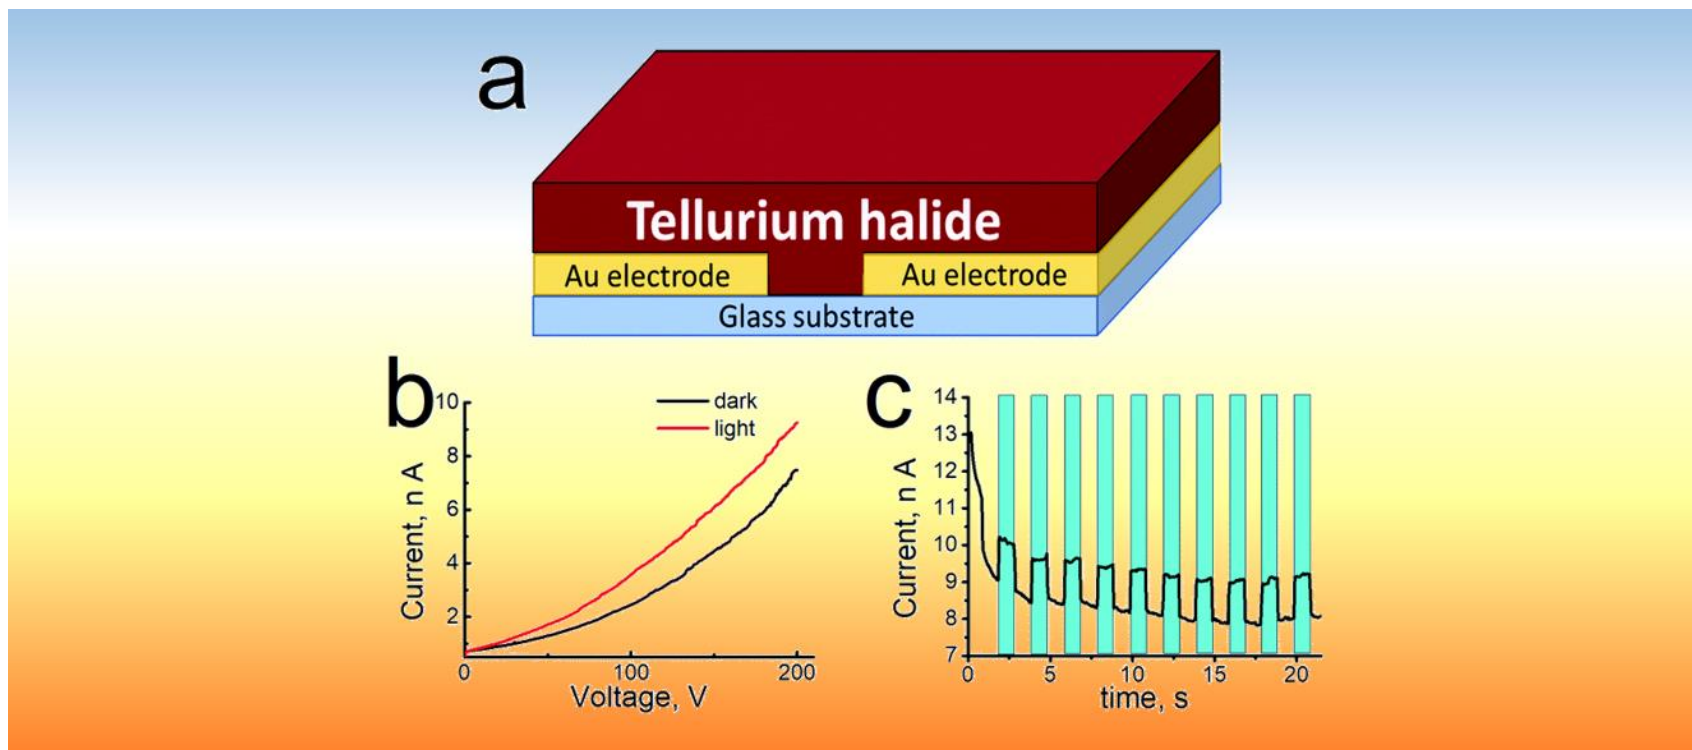 a
Tellurium halide
Au electrode
Au electrode
Glass substrate
b
10
8
6
4
2
0
100
200
Current, n A
Voltage, V
dark
light
c
14
13
12
11
10
9
8
7
0
5
10
15
20
Current, n A
time, s